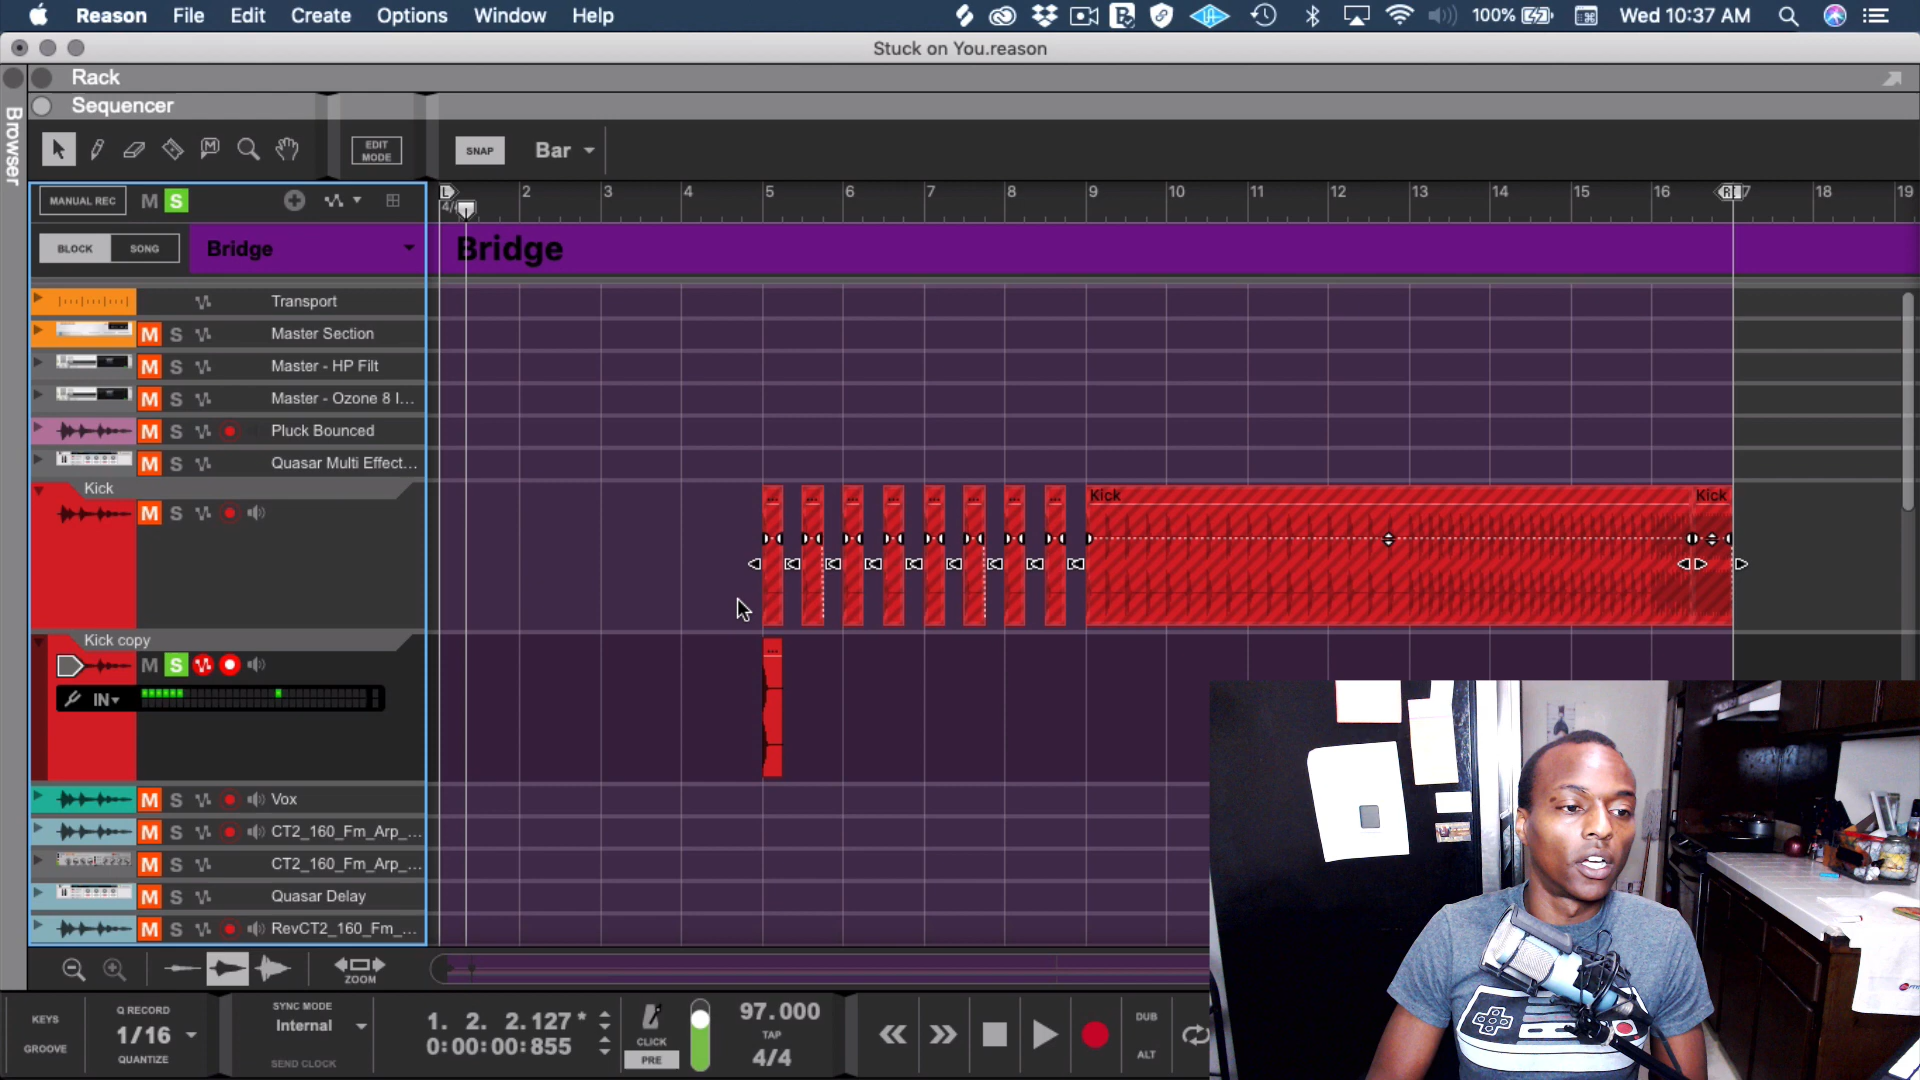 Reason File Edit Create Options Window Help 100% Wed 10:37 AM
Stuck on You.reason
Rack
Browser
Sequencer
EDIT MODE SNAP Bar
MANUAL REC M S
L 2 3 4 5 6 7 8 9 10 11 12 13 14 15 16 R 17 18 19
BLOCK SONG Bridge
Bridge
Transport
M S Master Section
M S Master - HP Filt
M S Master - Ozone 8 I...
M S Pluck Bounced
M S Quasar Multi Effect...
Kick
M S
... ... ... ... ... ... ... ... Kick Kick
Kick copy
M S
IN
...
M S Vox
M S CT2_160_Fm_Arp_...
M S CT2_160_Fm_Arp_...
M S Quasar Delay
M S RevCT2_160_Fm_...
ZOOM
KEYS
GROOVE
Q RECORD
1/16
QUANTIZE
SYNC MODE
Internal
SEND CLOCK
1. 2. 2.127 *
0:00:00:855
CLICK
PRE
97.000
TAP
4/4
DUB
ALT